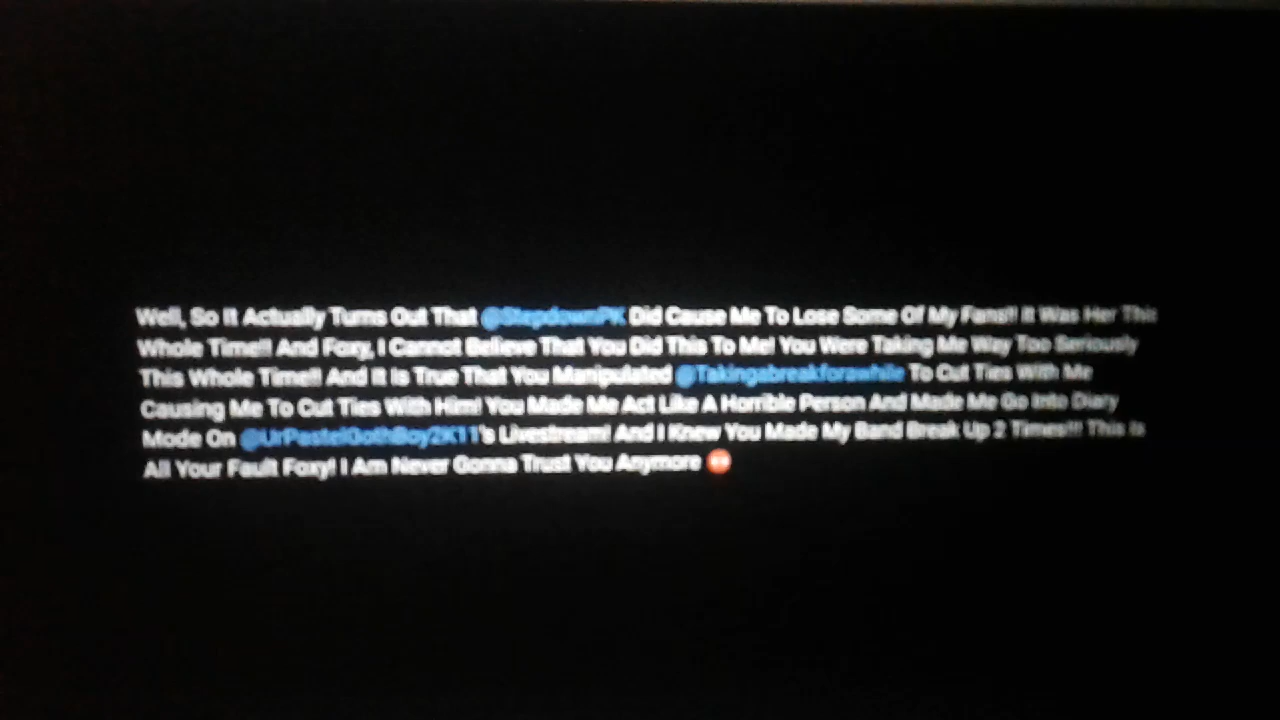 Well, So It Actually Turns Out That @StepdownPK Did Cause Me To Lose Some Of My Fans!! It Was Her This
Whole Time!! And Foxy, I Cannot Believe That You Did This To Me! You Were Taking Me Way Too Seriously
This Whole Time!! And It Is True That You Manipulated @Takingabreakforawhile To Cut Ties With Me
Causing Me To Cut Ties With Him! You Made Me Act Like A Horrible Person And Made Me Go Into Diary
Mode On @UrPastelGothBoy2K11's Livestream! And I Knew You Made My Band Break Up 2 Times!!! This Is
All Your Fault Foxy!! I Am Never Gonna Trust You Anymore